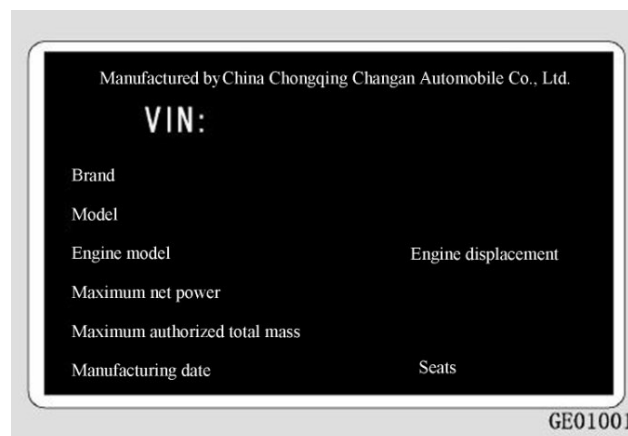 Manufactured by China Chongqing Changan Automobile Co., Ltd.
VIN:
Brand
Model
Engine model Engine displacement
Maximum net power
Maximum authorized total mass
Manufacturing date Seats
GE01001